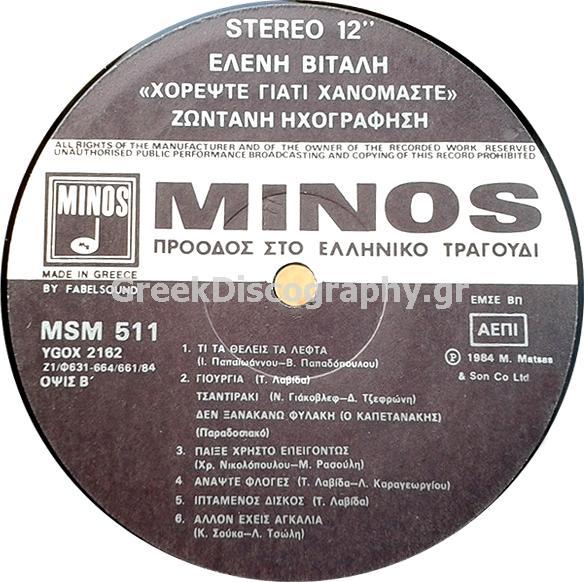 STEREO 12''
ΕΛΕΝΗ ΒΙΤΑΛΗ
«ΧΟΡΕΨΤΕ ΓΙΑΤΙ ΧΑΝΟΜΑΣΤΕ»
ΖΩΝΤΑΝΗ ΗΧΟΓΡΑΦΗΣΗ
ALL RIGHTS OF THE MANUFACTURER AND OF THE OWNER OF THE RECORDED WORK RESERVED
UNAUTHORISED PUBLIC PERFORMANCE BROADCASTING AND COPYING OF THIS RECORD PROHIBITED
MINOS
MINOS
ΠΡΟΟΔΟΣ ΣΤΟ ΕΛΛΗΝΙΚΟ ΤΡΑΓΟΥΔΙ
MADE IN GREECE
BY FABELSOUND
GreekDiscography.gr
MSM 511
YGOX 2162
Ζ1/Φ631-664/661/84
ΟΨΙΣ Β΄
ΕΜΣΕ ΒΠ
ΑΕΠΙ
Ⓟ 1984 M. Matsas
& Son Co Ltd
1. ΤΙ ΤΑ ΘΕΛΕΙΣ ΤΑ ΛΕΦΤΑ
(Ι. Παπαϊωάννου-Β. Παπαδόπουλου)
2. ΓΙΟΥΡΓΙΑ (Τ. Λαβίδα)
ΤΣΑΝΤΙΡΑΚΙ (Ν. Γιάκοβλεφ-Δ. Τζεφρώνη)
ΔΕΝ ΞΑΝΑΚΑΝΩ ΦΥΛΑΚΗ (Ο ΚΑΠΕΤΑΝΑΚΗΣ)
(Παραδοσιακό)
3. ΠΑΙΞΕ ΧΡΗΣΤΟ ΕΠΕΙΓΟΝΤΩΣ
(Χρ. Νικολόπουλου-Μ. Ρασούλη)
4. ΑΝΑΨΤΕ ΦΛΟΓΕΣ (Τ. Λαβίδα-Λ. Καραγεωργίου)
5. ΙΠΤΑΜΕΝΟΣ ΔΙΣΚΟΣ (Τ. Λαβίδα)
6. ΑΛΛΟΝ ΕΧΕΙΣ ΑΓΚΑΛΙΑ
(Κ. Σούκα-Λ. Τσώλη)